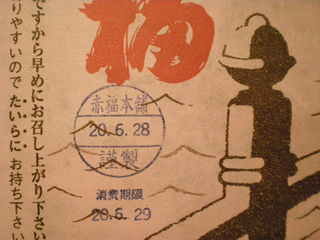 ですから早めにお召し上がり下さい
りやすいので たいらに お持ち下さい
赤福本舗
20.6.28
謹製
消費期限
20.6.29